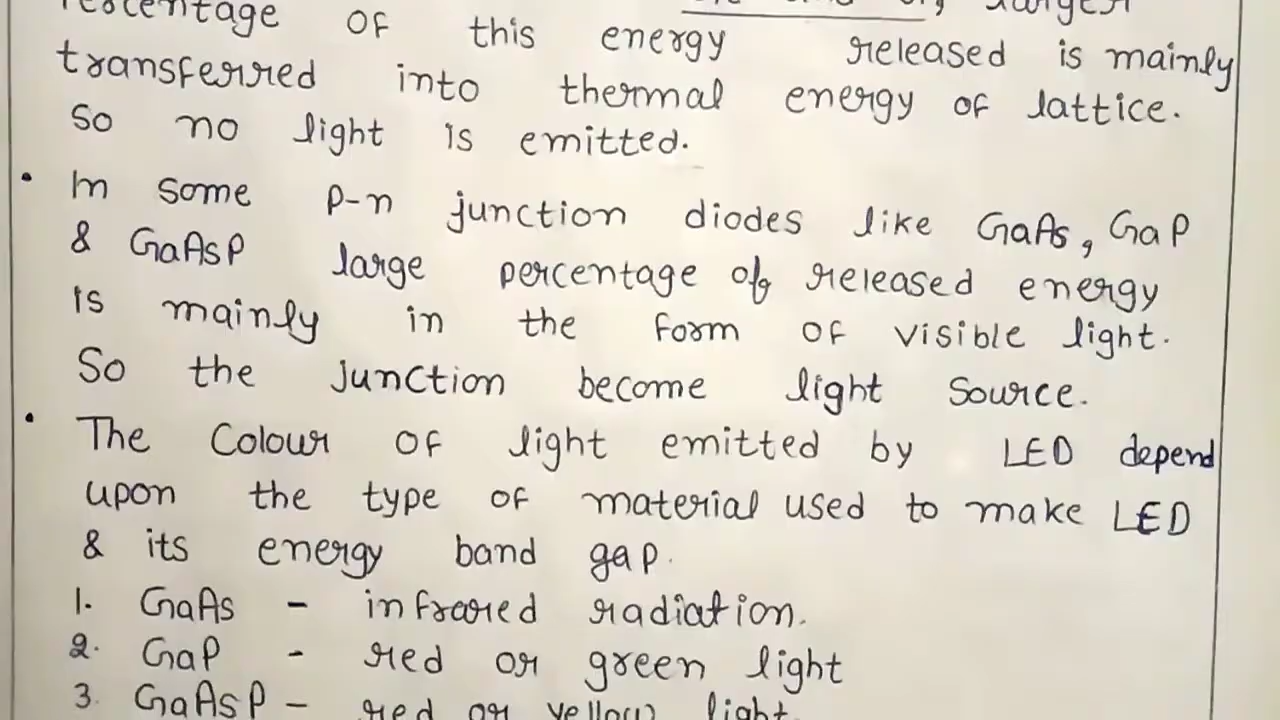 of this energy released is mainly
transferred into thermal energy of lattice.
So no light is emitted.
• In some p-n junction diodes like GaAs, GaP
& GaAsP large percentage of released energy
is mainly in the form of visible light.
So the junction become light source.
• The Colour of light emitted by LED depend
upon the type of material used to make LED
& its energy band gap.
1. GaAs - infrared radiation.
2. GaP - red or green light
3. GaAsP - red or yellow light.